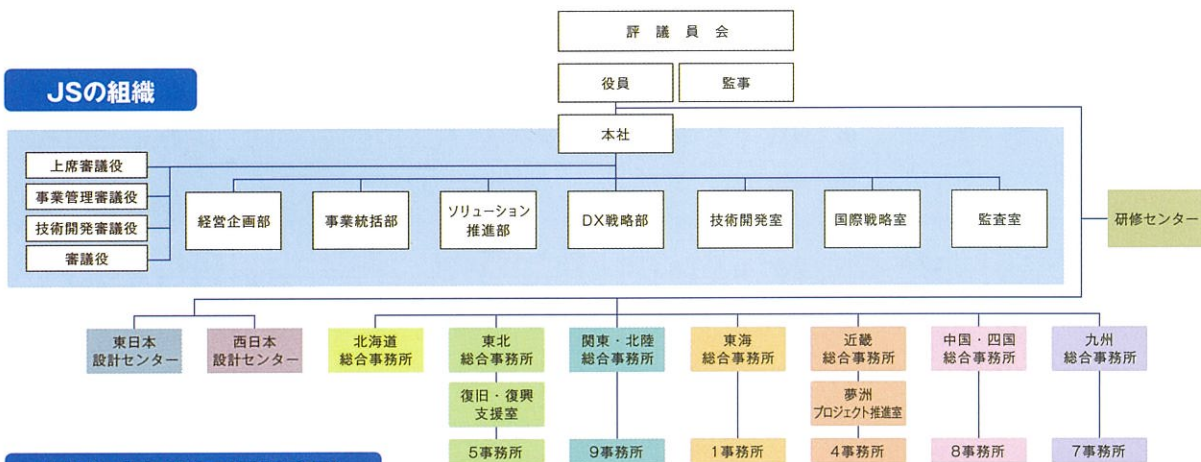 評議員会
JSの組織
役員
監事
本社
上席審議役
事業管理審議役
技術開発審議役
審議役
経営企画部
事業統括部
ソリューション
推進部
DX戦略部
技術開発室
国際戦略室
監査室
研修センター
東日本
設計センター
西日本
設計センター
北海道
総合事務所
東北
総合事務所
関東・北陸
総合事務所
東海
総合事務所
近畿
総合事務所
中国・四国
総合事務所
九州
総合事務所
復旧・復興
支援室
夢洲
プロジェクト推進室
5事務所
9事務所
1事務所
4事務所
8事務所
7事務所